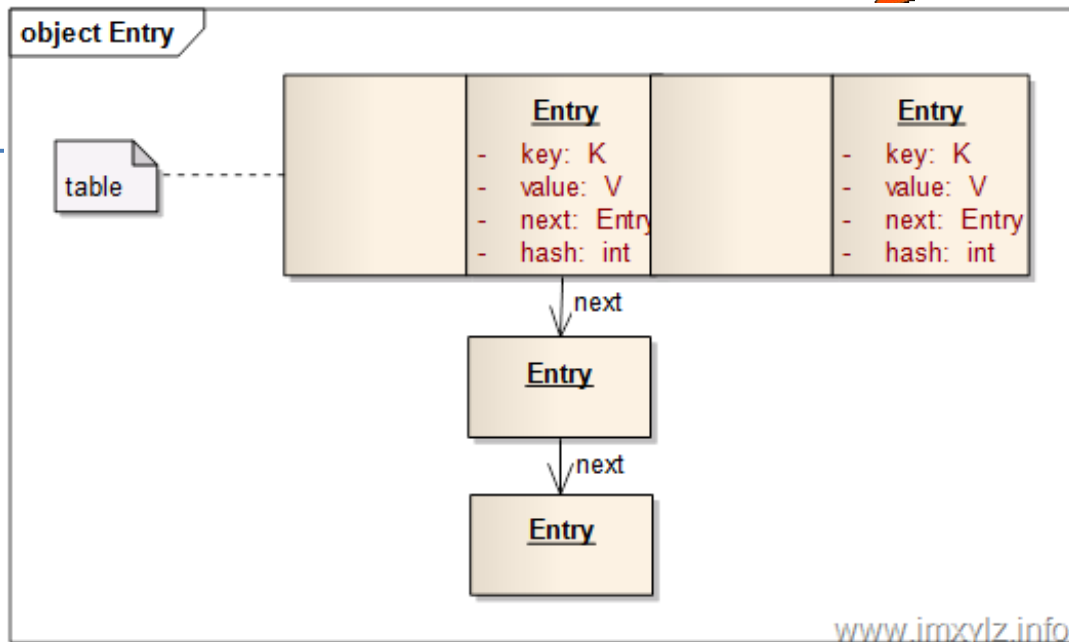 object Entry
table
Entry
- key: K
- value: V
- next: Entry
- hash: int
Entry
- key: K
- value: V
- next: Entry
- hash: int
next
Entry
next
Entry
www.imxylz.info